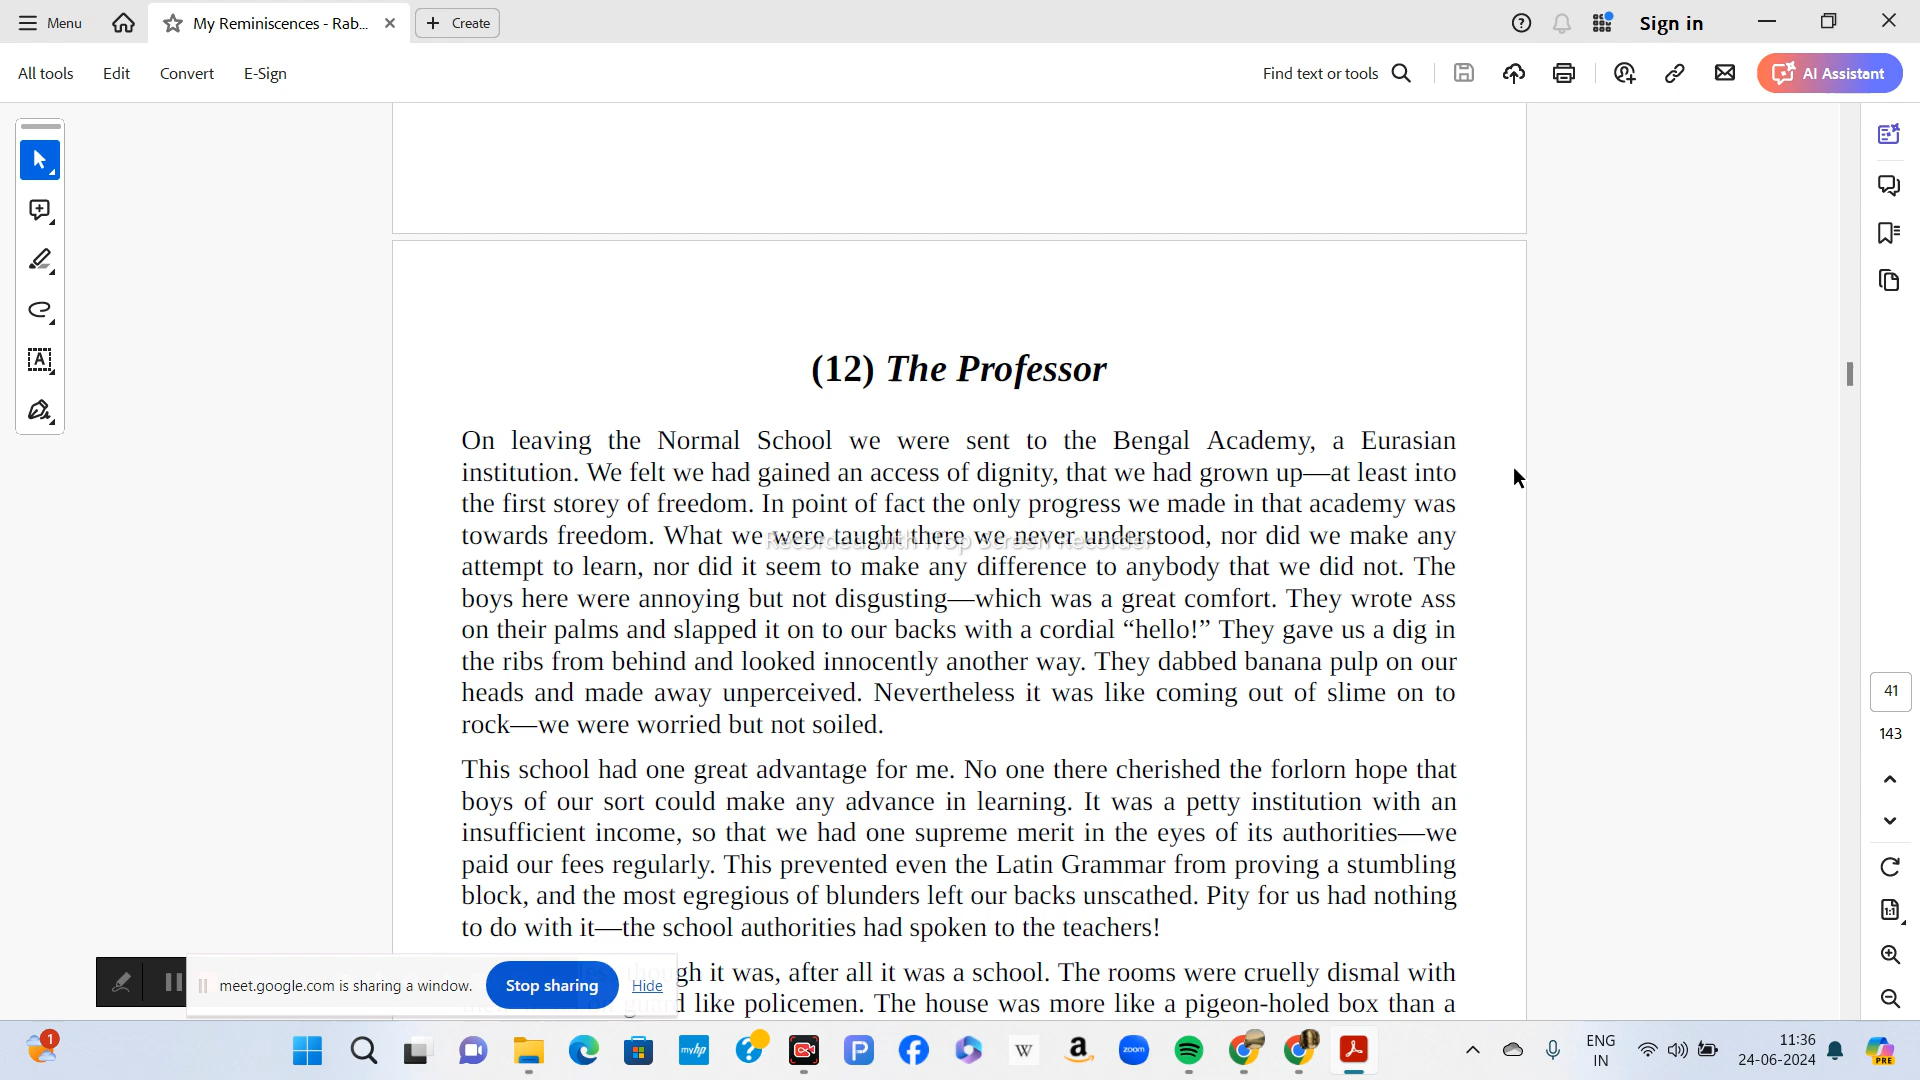 Menu
My Reminiscences - Rab...
Create
Sign in
All tools
Edit
Convert
E-Sign
Find text or tools
AI Assistant
(12) The Professor
On leaving the Normal School we were sent to the Bengal Academy, a Eurasian
institution. We felt we had gained an access of dignity, that we had grown up—at least into
the first storey of freedom. In point of fact the only progress we made in that academy was
towards freedom. What we were taught there we never understood, nor did we make any
Recorded with iTop Screen Recorder
attempt to learn, nor did it seem to make any difference to anybody that we did not. The
boys here were annoying but not disgusting—which was a great comfort. They wrote ASS
on their palms and slapped it on to our backs with a cordial “hello!” They gave us a dig in
the ribs from behind and looked innocently another way. They dabbed banana pulp on our
heads and made away unperceived. Nevertheless it was like coming out of slime on to
rock—we were worried but not soiled.
This school had one great advantage for me. No one there cherished the forlorn hope that
boys of our sort could make any advance in learning. It was a petty institution with an
insufficient income, so that we had one supreme merit in the eyes of its authorities—we
paid our fees regularly. This prevented even the Latin Grammar from proving a stumbling
block, and the most egregious of blunders left our backs unscathed. Pity for us had nothing
to do with it—the school authorities had spoken to the teachers!
it was, after all it was a school. The rooms were cruelly dismal with
like policemen. The house was more like a pigeon-holed box than a
meet.google.com is sharing a window.
Stop sharing
Hide
41
143
1:1
1
myhp
P
W
a
zoom
ENG
IN
11:36
24-06-2024
PRE